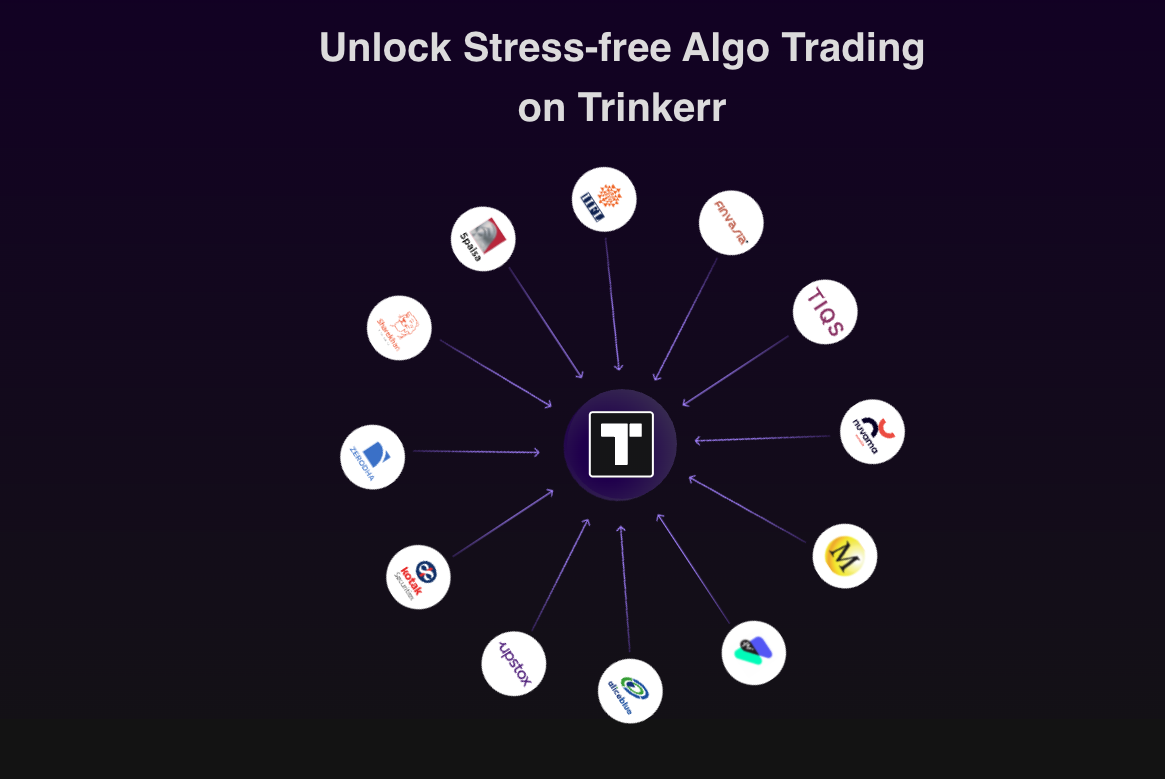 Unlock Stress-free Algo Trading
on Trinkerr
IIFL
FINVASIA
5paisa
TIQS
Sharekhan
nuvama
ZERODHA
M
kotak
Securities
upstox
aliceblue
T